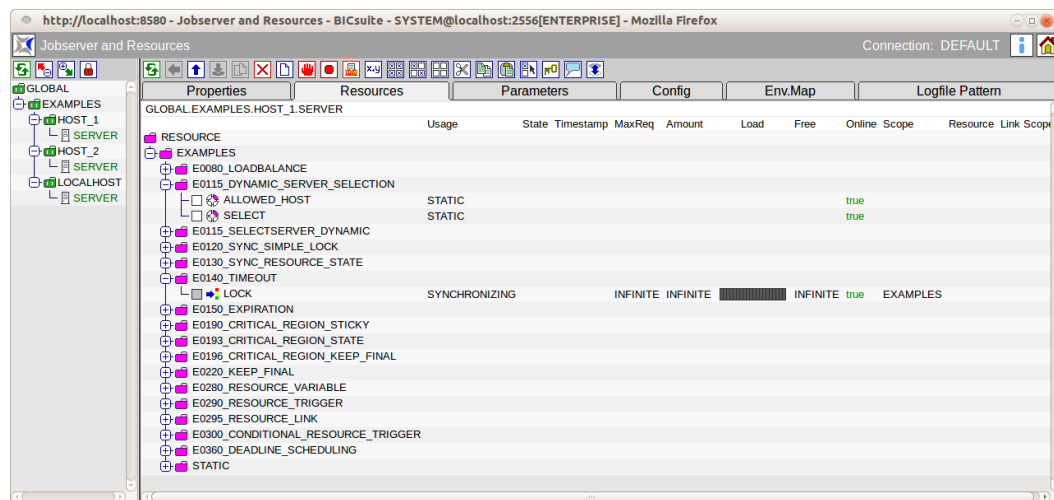 http://localhost:8580 - Jobserver and Resources - BICsuite - SYSTEM@localhost:2556[ENTERPRISE] - Mozilla Firefox
Jobserver and Resources Connection: DEFAULT
GLOBAL
EXAMPLES
HOST_1
SERVER
HOST_2
SERVER
LOCALHOST
SERVER
Properties Resources Parameters Config Env.Map Logfile Pattern
GLOBAL.EXAMPLES.HOST_1.SERVER
Usage State Timestamp MaxReq Amount Load Free Online Scope Resource Link Scope
RESOURCE
EXAMPLES
E0080_LOADBALANCE
E0115_DYNAMIC_SERVER_SELECTION
ALLOWED_HOST STATIC true
SELECT STATIC true
E0115_SELECTSERVER_DYNAMIC
E0120_SYNC_SIMPLE_LOCK
E0130_SYNC_RESOURCE_STATE
E0140_TIMEOUT
LOCK SYNCHRONIZING INFINITE INFINITE INFINITE true EXAMPLES
E0150_EXPIRATION
E0190_CRITICAL_REGION_STICKY
E0193_CRITICAL_REGION_STATE
E0196_CRITICAL_REGION_KEEP_FINAL
E0220_KEEP_FINAL
E0280_RESOURCE_VARIABLE
E0290_RESOURCE_TRIGGER
E0295_RESOURCE_LINK
E0300_CONDITIONAL_RESOURCE_TRIGGER
E0360_DEADLINE_SCHEDULING
STATIC